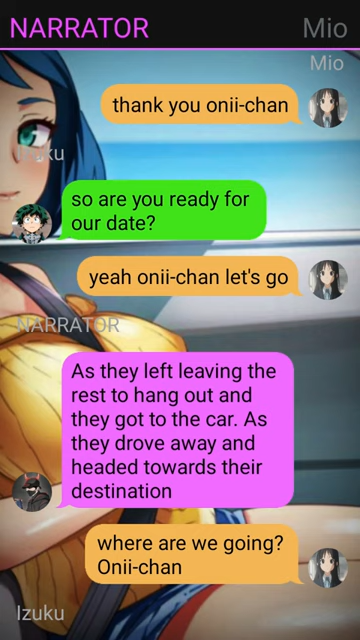 NARRATOR
Mio
Mio
thank you onii-chan
so are you ready for
our date?
yeah onii-chan let's go
NARRATOR
As they left leaving the
rest to hang out and
they got to the car. As
they drove away and
headed towards their
destination
where are we going?
Onii-chan
Izuku